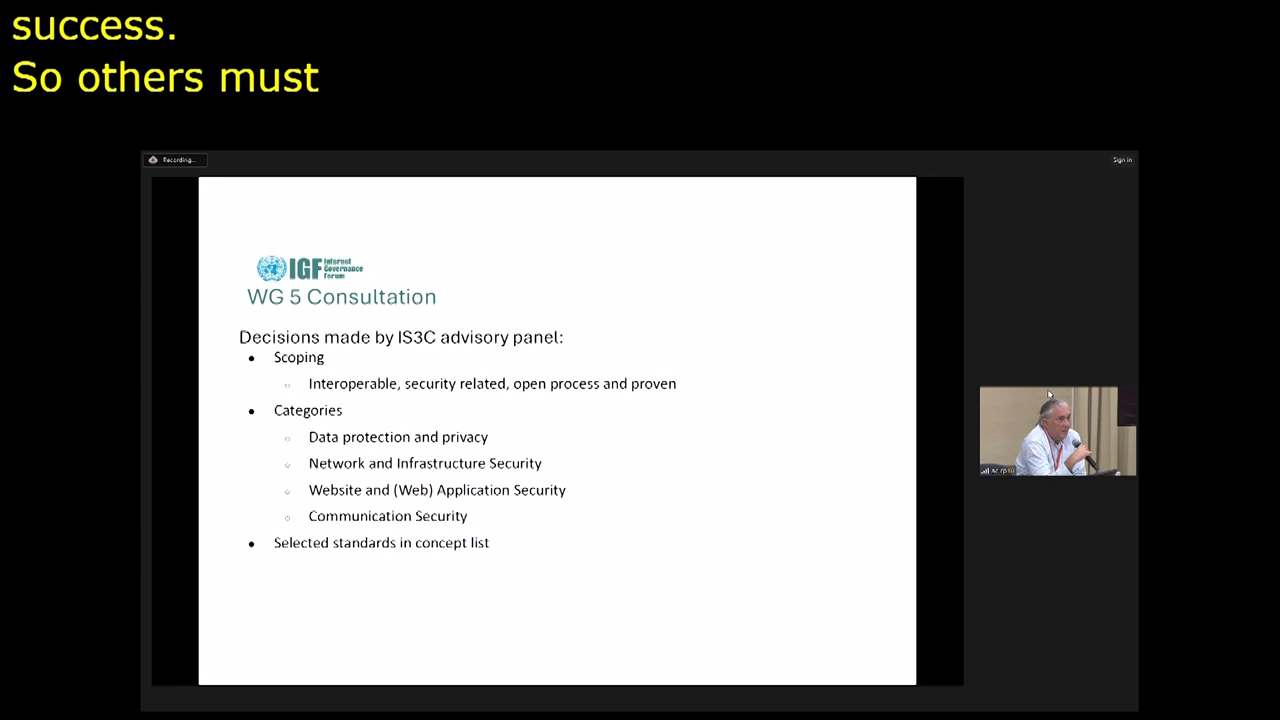 success.
So others must
Recording...
Sign in
IGF Internal
Governance
Forum
WG 5 Consultation
Decisions made by IS3C advisory panel:
• Scoping
○ Interoperable, security related, open process and proven
• Categories
○ Data protection and privacy
○ Network and Infrastructure Security
○ Website and (Web) Application Security
○ Communication Security
• Selected standards in concept list